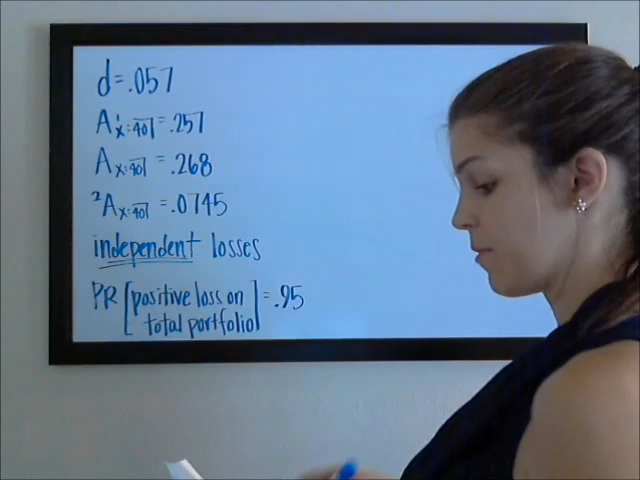 d = .057
A¹x:40⌉ = .257
Ax:40⌉ = .268
²Ax:40⌉ = .0745
independent losses
PR [positive loss on total portfolio] = .95